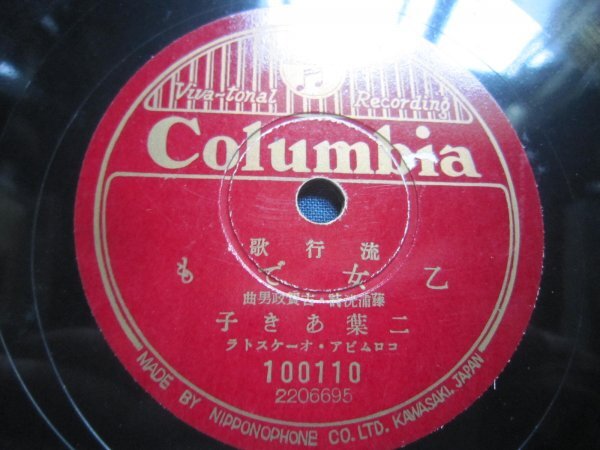 Viva-tonal Recording
Columbia
歌行流
もで女乙
曲男政賀古・詩洸浦藤
子きあ葉二
ラトスケーオ・アビムロコ
100110
2206695
MADE BY NIPPONOPHONE CO. LTD. KAWASAKI, JAPAN